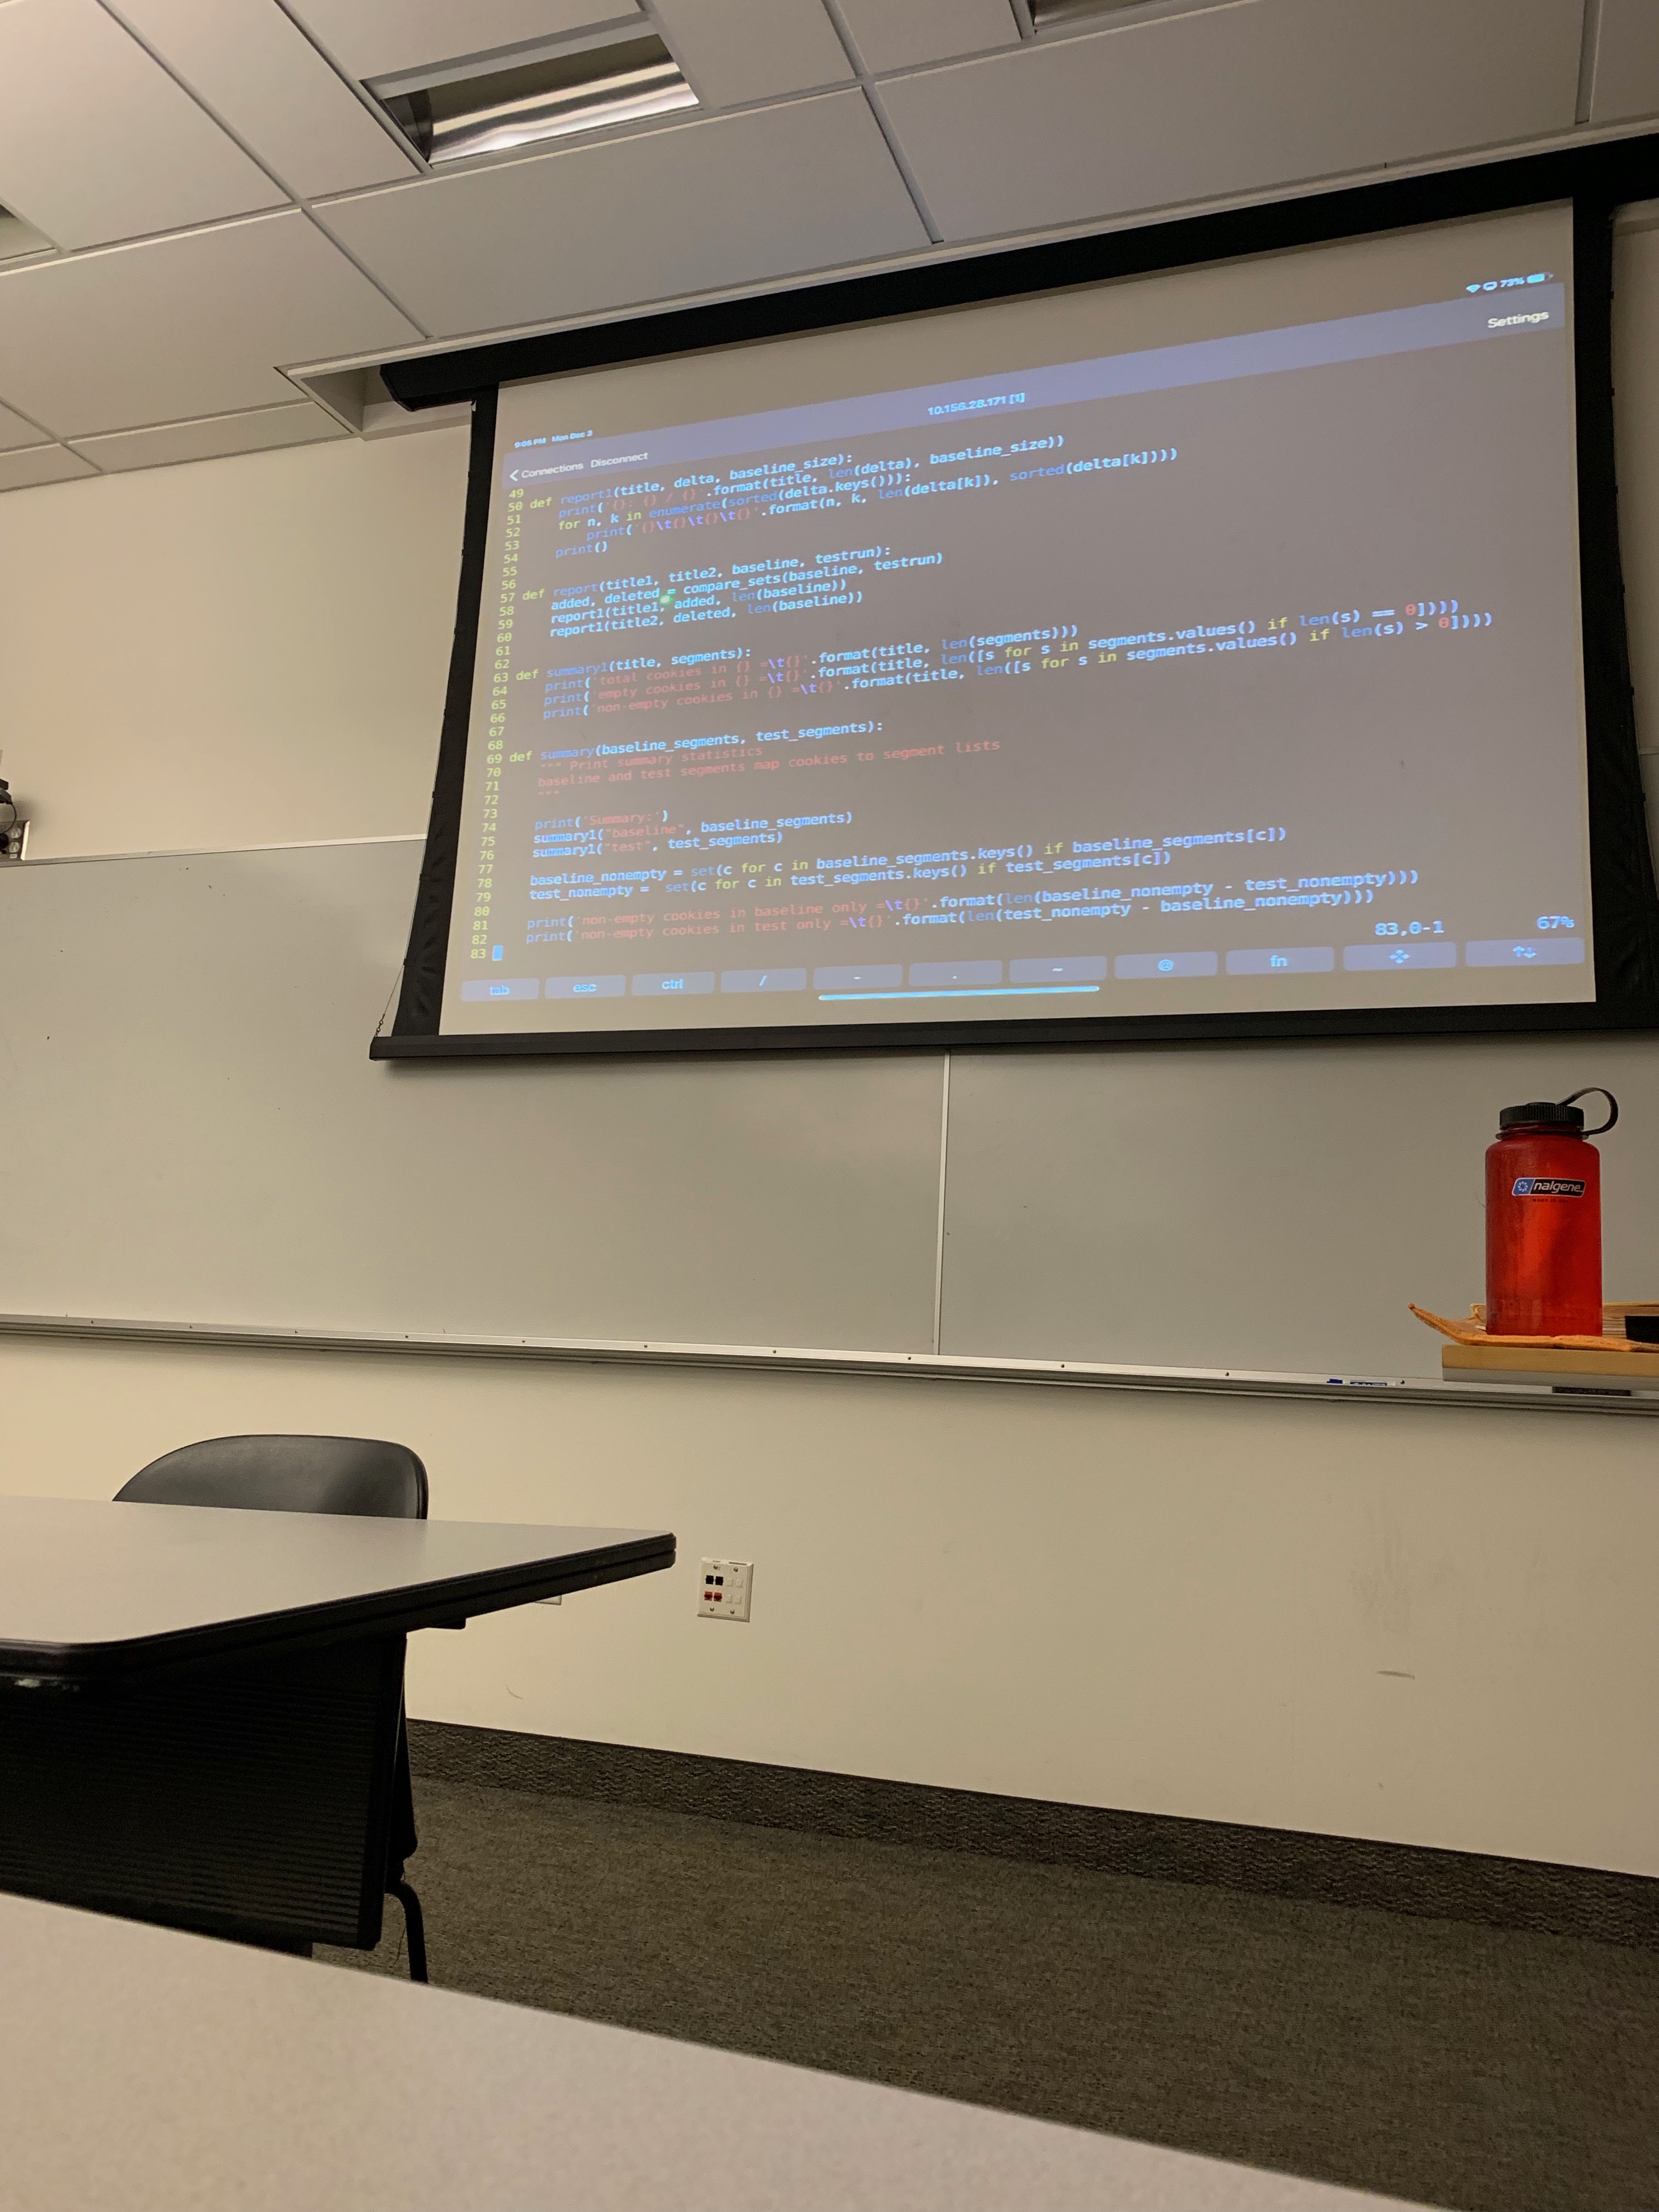 9:05 PM Mon Dec 3
73%
Connections Disconnect
10.156.28.171 [1]
Settings
49
50 def report1(title, delta, baseline_size):
51     print('{}: {} / {}'.format(title, len(delta), baseline_size))
52     for n, k in enumerate(sorted(delta.keys())):
53         print('{}\t{}\t{}\t{}'.format(n, k, len(delta[k]), sorted(delta[k])))
54     print()
55
56
57 def report(title1, title2, baseline, testrun):
58     added, deleted = compare_sets(baseline, testrun)
59     report1(title1, added, len(baseline))
60     report1(title2, deleted, len(baseline))
61
62
63 def summary1(title, segments):
64     print('total cookies in {} =\t{}'.format(title, len(segments)))
65     print('empty cookies in {} =\t{}'.format(title, len([s for s in segments.values() if len(s) == 0])))
66     print('non-empty cookies in {} =\t{}'.format(title, len([s for s in segments.values() if len(s) > 0])))
67
68
69 def summary(baseline_segments, test_segments):
70     """ Print summary statistics
71     baseline and test segments map cookies to segment lists
72     """
73
74     print('Summary:')
75     summary1("baseline", baseline_segments)
76     summary1("test", test_segments)
77
78     baseline_nonempty = set(c for c in baseline_segments.keys() if baseline_segments[c])
79     test_nonempty =  set(c for c in test_segments.keys() if test_segments[c])
80
81     print('non-empty cookies in baseline only =\t{}'.format(len(baseline_nonempty - test_nonempty)))
82     print('non-empty cookies in test only =\t{}'.format(len(test_nonempty - baseline_nonempty)))
83
83,0-1 67%
tab esc ctrl / - . ~ @ fn
nalgene